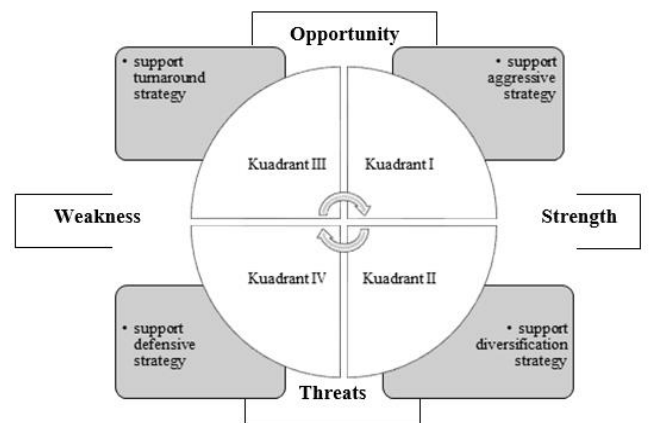 Opportunity
• support
turnaround
strategy
• support
aggressive
strategy
Kuadrant III
Kuadrant I
Weakness
Strength
Kuadrant IV
Kuadrant II
• support
defensive
strategy
• support
diversification
strategy
Threats